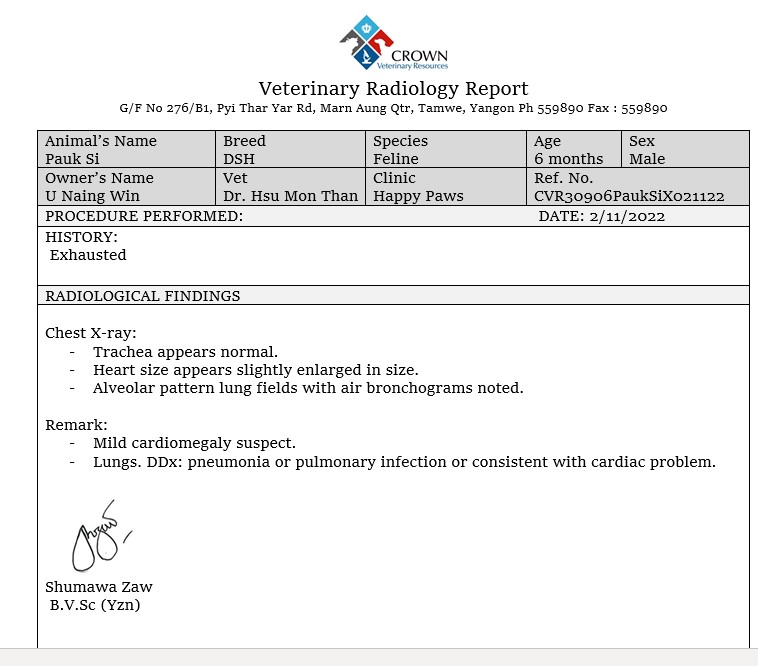 CROWN
Veterinary Resources
Veterinary Radiology Report
G/F No 276/B1, Pyi Thar Yar Rd, Marn Aung Qtr, Tamwe, Yangon Ph 559890 Fax : 559890
Animal's Name Breed Species Age Sex
Pauk Si DSH Feline 6 months Male
Owner's Name Vet Clinic Ref. No.
U Naing Win Dr. Hsu Mon Than Happy Paws CVR30906PaukSiX021122
PROCEDURE PERFORMED: DATE: 2/11/2022
HISTORY:
Exhausted
RADIOLOGICAL FINDINGS
Chest X-ray:
- Trachea appears normal.
- Heart size appears slightly enlarged in size.
- Alveolar pattern lung fields with air bronchograms noted.
Remark:
- Mild cardiomegaly suspect.
- Lungs. DDx: pneumonia or pulmonary infection or consistent with cardiac problem.
Shumawa Zaw
B.V.Sc (Yzn)